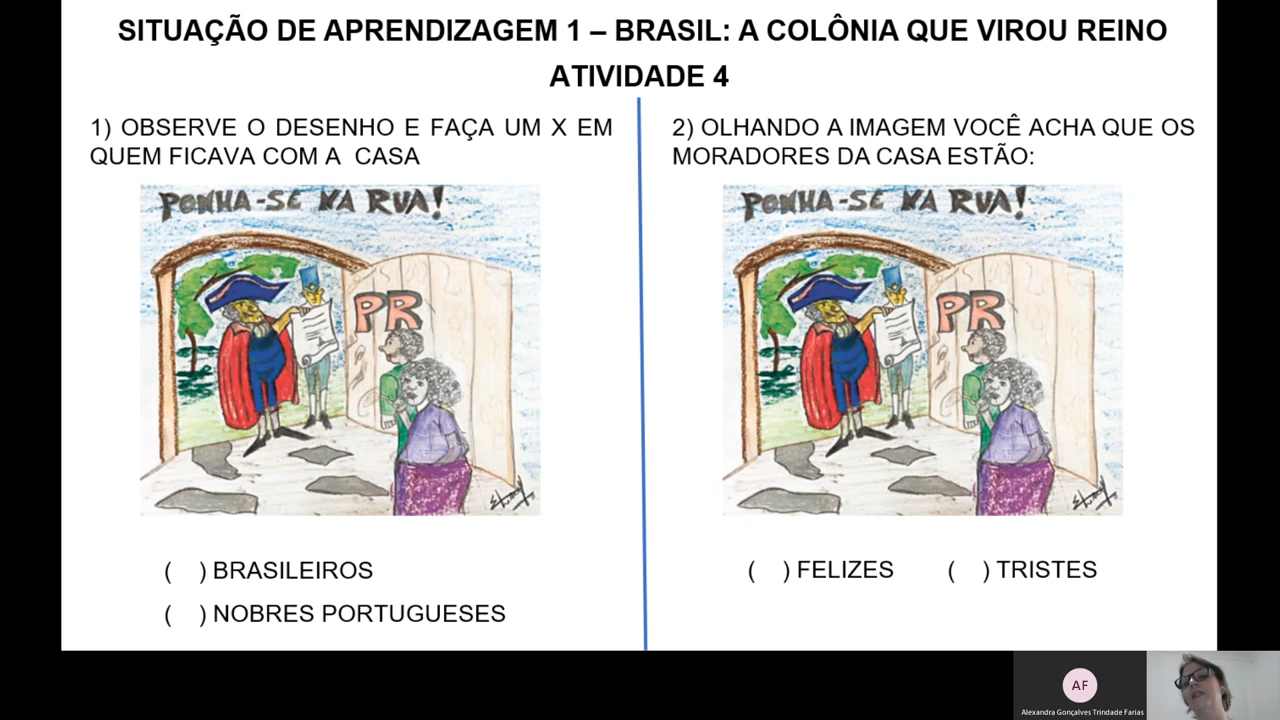 SITUAÇÃO DE APRENDIZAGEM 1 – BRASIL: A COLÔNIA QUE VIROU REINO
ATIVIDADE 4
1) OBSERVE O DESENHO E FAÇA UM X EM
QUEM FICAVA COM A CASA
PONHA-SE NA RUA!
PR
( ) BRASILEIROS
( ) NOBRES PORTUGUESES
2) OLHANDO A IMAGEM VOCÊ ACHA QUE OS
MORADORES DA CASA ESTÃO:
PONHA-SE NA RUA!
PR
( ) FELIZES ( ) TRISTES
AF
Alexandra Gonçalves Trindade Farias